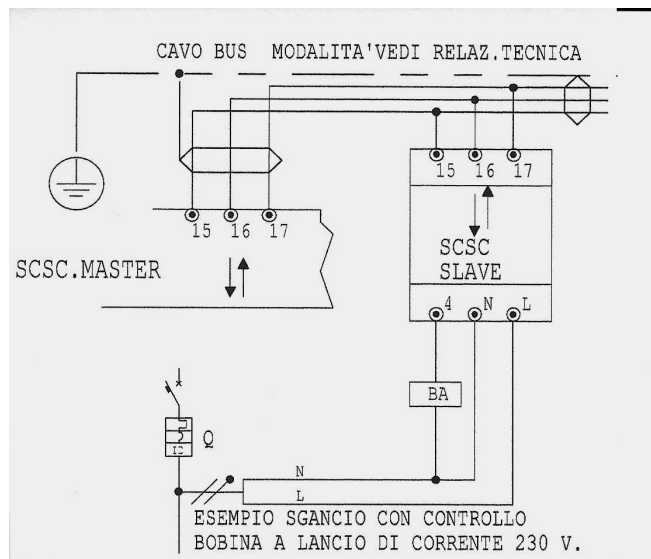 CAVO BUS MODALITA'VEDI RELAZ.TECNICA
15 16 17
15 16 17
SCSC.MASTER
SCSC
SLAVE
4 N L
BA
Q
N
L
ESEMPIO SGANCIO CON CONTROLLO
BOBINA A LANCIO DI CORRENTE 230 V.